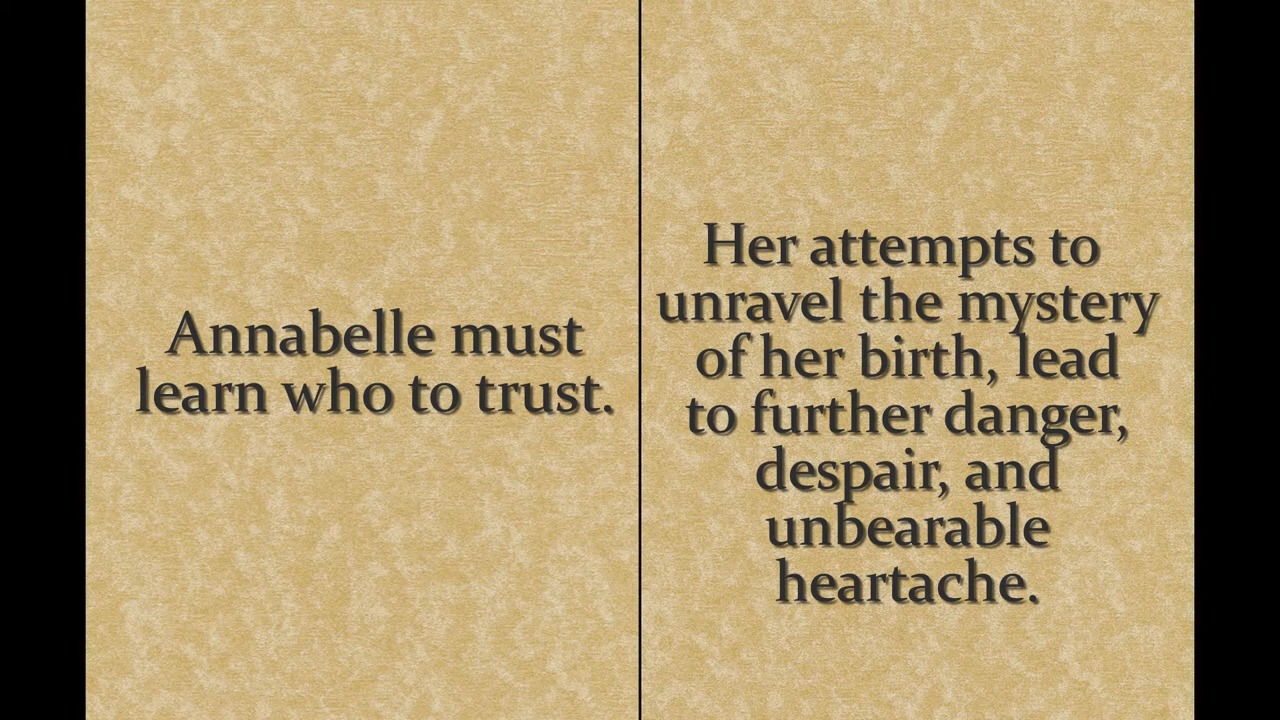 Annabelle must
learn who to trust.
Her attempts to
unravel the mystery
of her birth, lead
to further danger,
despair, and
unbearable
heartache.